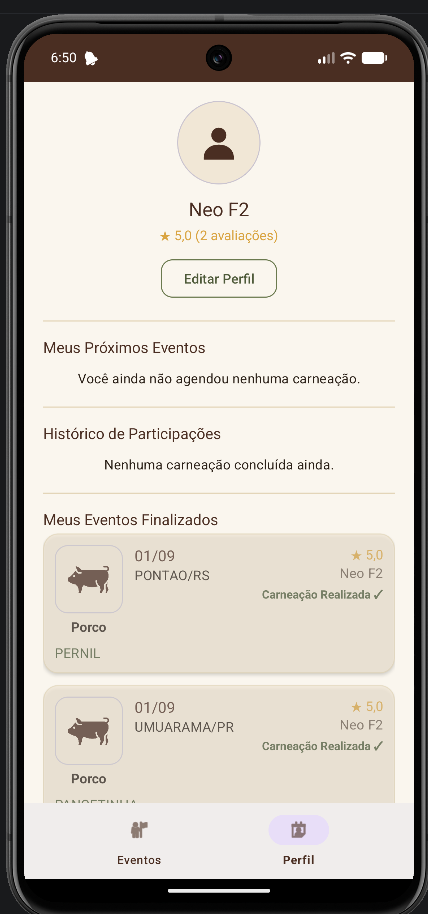 6:50
Neo F2
★ 5,0 (2 avaliações)
Editar Perfil
Meus Próximos Eventos
Você ainda não agendou nenhuma carneação.
Histórico de Participações
Nenhuma carneação concluída ainda.
Meus Eventos Finalizados
01/09
★ 5,0
PONTAO/RS
Neo F2
Carneação Realizada ✓
Porco
PERNIL
01/09
★ 5,0
UMUARAMA/PR
Neo F2
Carneação Realizada ✓
Porco
PANCETINHA
Eventos
Perfil